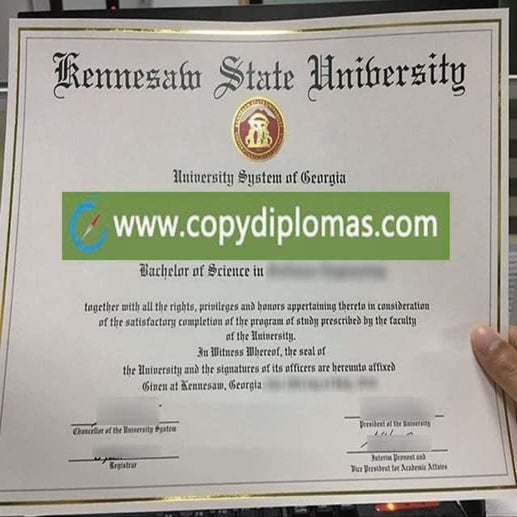 Kennesaw State University
University System of Georgia
www.copydiplomas.com
Bachelor of Science in
together with all the rights, privileges and honors appertaining thereto in consideration
of the satisfactory completion of the program of study prescribed by the faculty
of the University.
In Witness Whereof, the seal of
the University and the signatures of its officers are hereunto affixed
Given at Kennesaw, Georgia
Chancellor of the University System
President of the University
Registrar
Interim Provost and
Vice President for Academic Affairs